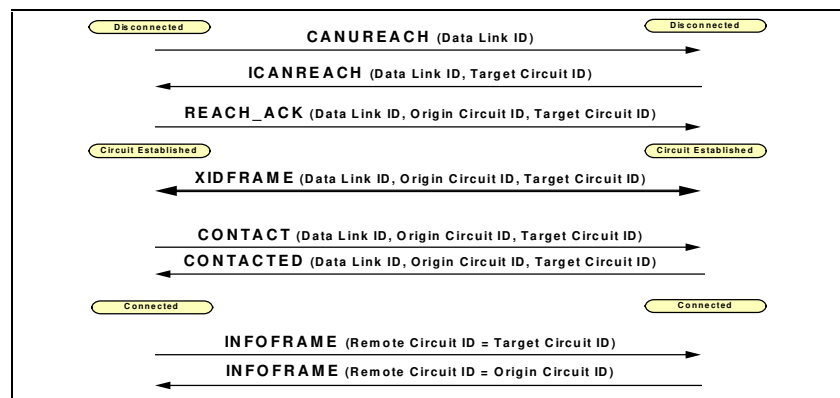 Disconnected Disconnected
CANUREACH (Data Link ID)
ICANREACH (Data Link ID, Target Circuit ID)
REACH_ACK (Data Link ID, Origin Circuit ID, Target Circuit ID)
Circuit Established Circuit Established
XIDFRAME (Data Link ID, Origin Circuit ID, Target Circuit ID)
CONTACT (Data Link ID, Origin Circuit ID, Target Circuit ID)
CONTACTED (Data Link ID, Origin Circuit ID, Target Circuit ID)
Connected Connected
INFOFRAME (Remote Circuit ID = Target Circuit ID)
INFOFRAME (Remote Circuit ID = Origin Circuit ID)